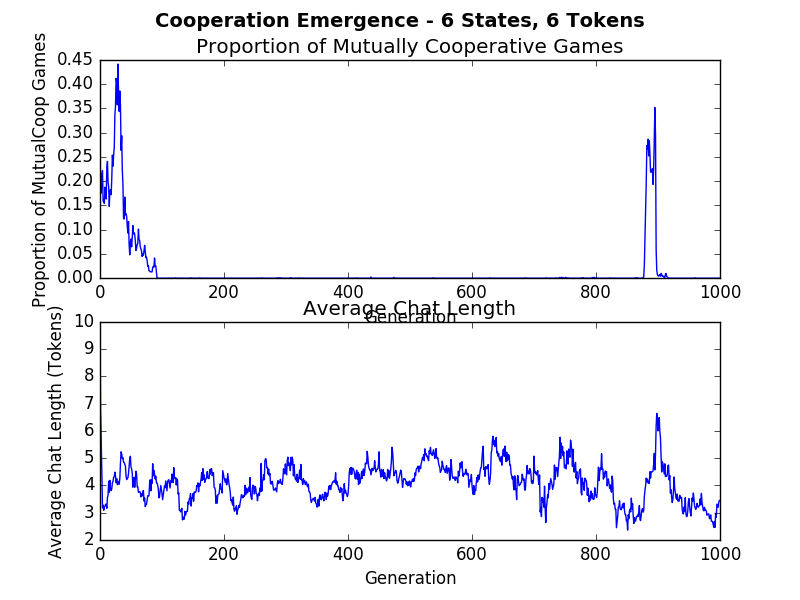 Cooperation Emergence - 6 States, 6 Tokens
Proportion of Mutually Cooperative Games
Proportion of MutualCoop Games
0.45
0.40
0.35
0.30
0.25
0.20
0.15
0.10
0.05
0.00
0 200 400 600 800 1000
Generation
Average Chat Length
Average Chat Length (Tokens)
10
9
8
7
6
5
4
3
2
0 200 400 600 800 1000
Generation